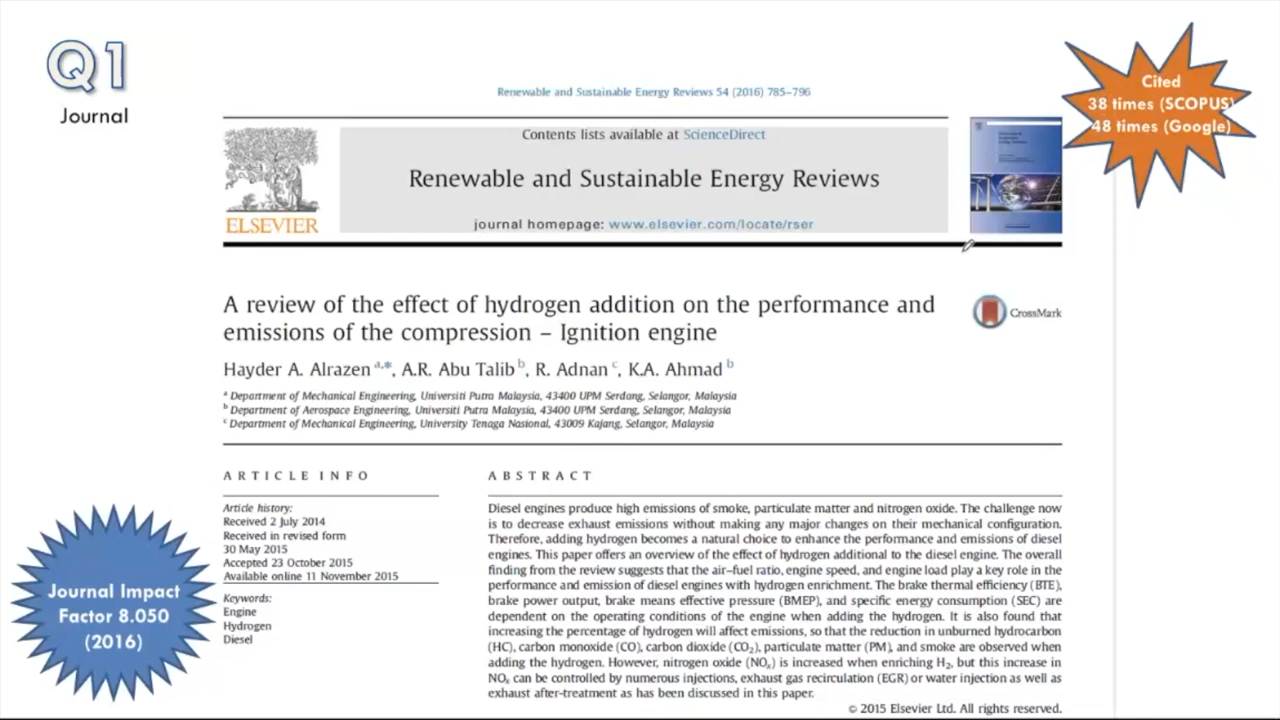 Q1
Journal
Cited
38 times (SCOPUS)
48 times (Google)
Renewable and Sustainable Energy Reviews 54 (2016) 785–796
Contents lists available at ScienceDirect
Renewable and Sustainable Energy Reviews
journal homepage: www.elsevier.com/locate/rser
ELSEVIER
A review of the effect of hydrogen addition on the performance and
emissions of the compression – Ignition engine
CrossMark
Hayder A. Alrazen a,*, A.R. Abu Talib b, R. Adnan c, K.A. Ahmad b
a Department of Mechanical Engineering, Universiti Putra Malaysia, 43400 UPM Serdang, Selangor, Malaysia
b Department of Aerospace Engineering, Universiti Putra Malaysia, 43400 UPM Serdang, Selangor, Malaysia
c Department of Mechanical Engineering, University Tenaga Nasional, 43009 Kajang, Selangor, Malaysia
ARTICLE INFO
Article history:
Received 2 July 2014
Received in revised form
30 May 2015
Accepted 23 October 2015
Available online 11 November 2015
Keywords:
Engine
Hydrogen
Diesel
ABSTRACT
Diesel engines produce high emissions of smoke, particulate matter and nitrogen oxide. The challenge now
is to decrease exhaust emissions without making any major changes on their mechanical configuration.
Therefore, adding hydrogen becomes a natural choice to enhance the performance and emissions of diesel
engines. This paper offers an overview of the effect of hydrogen additional to the diesel engine. The overall
finding from the review suggests that the air–fuel ratio, engine speed, and engine load play a key role in the
performance and emission of diesel engines with hydrogen enrichment. The brake thermal efficiency (BTE),
brake power output, brake means effective pressure (BMEP), and specific energy consumption (SEC) are
dependent on the operating conditions of the engine when adding the hydrogen. It is also found that
increasing the percentage of hydrogen will affect emissions, so that the reduction in unburned hydrocarbon
(HC), carbon monoxide (CO), carbon dioxide (CO2), particulate matter (PM), and smoke are observed when
adding the hydrogen. However, nitrogen oxide (NOx) is increased when enriching H2, but this increase in
NOx can be controlled by numerous injections, exhaust gas recirculation (EGR) or water injection as well as
exhaust after-treatment as has been discussed in this paper.
© 2015 Elsevier Ltd. All rights reserved.
Journal Impact
Factor 8.050
(2016)